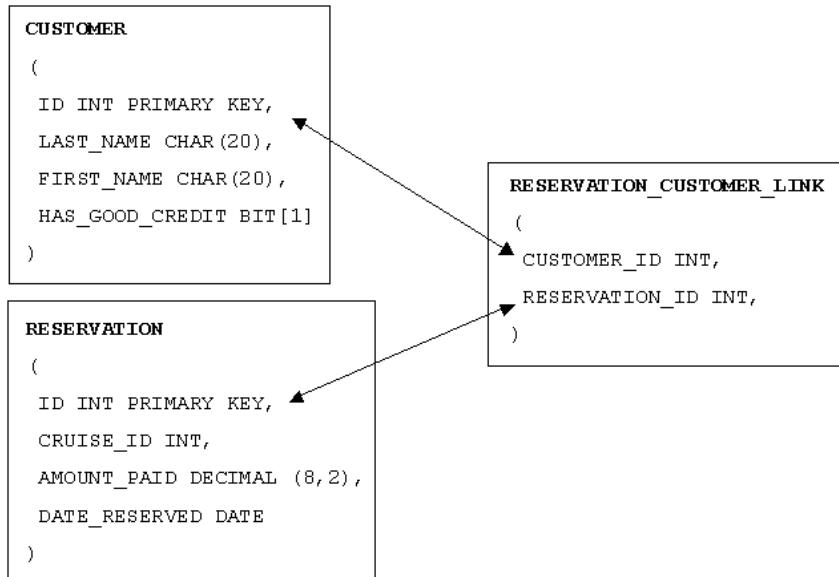 CUSTOMER
(
ID INT PRIMARY KEY,
LAST_NAME CHAR(20),
FIRST_NAME CHAR(20),
HAS_GOOD_CREDIT BIT[1]
)
RESERVATION
(
ID INT PRIMARY KEY,
CRUISE_ID INT,
AMOUNT_PAID DECIMAL (8,2),
DATE_RESERVED DATE
)
RESERVATION_CUSTOMER_LINK
(
CUSTOMER_ID INT,
RESERVATION_ID INT,
)